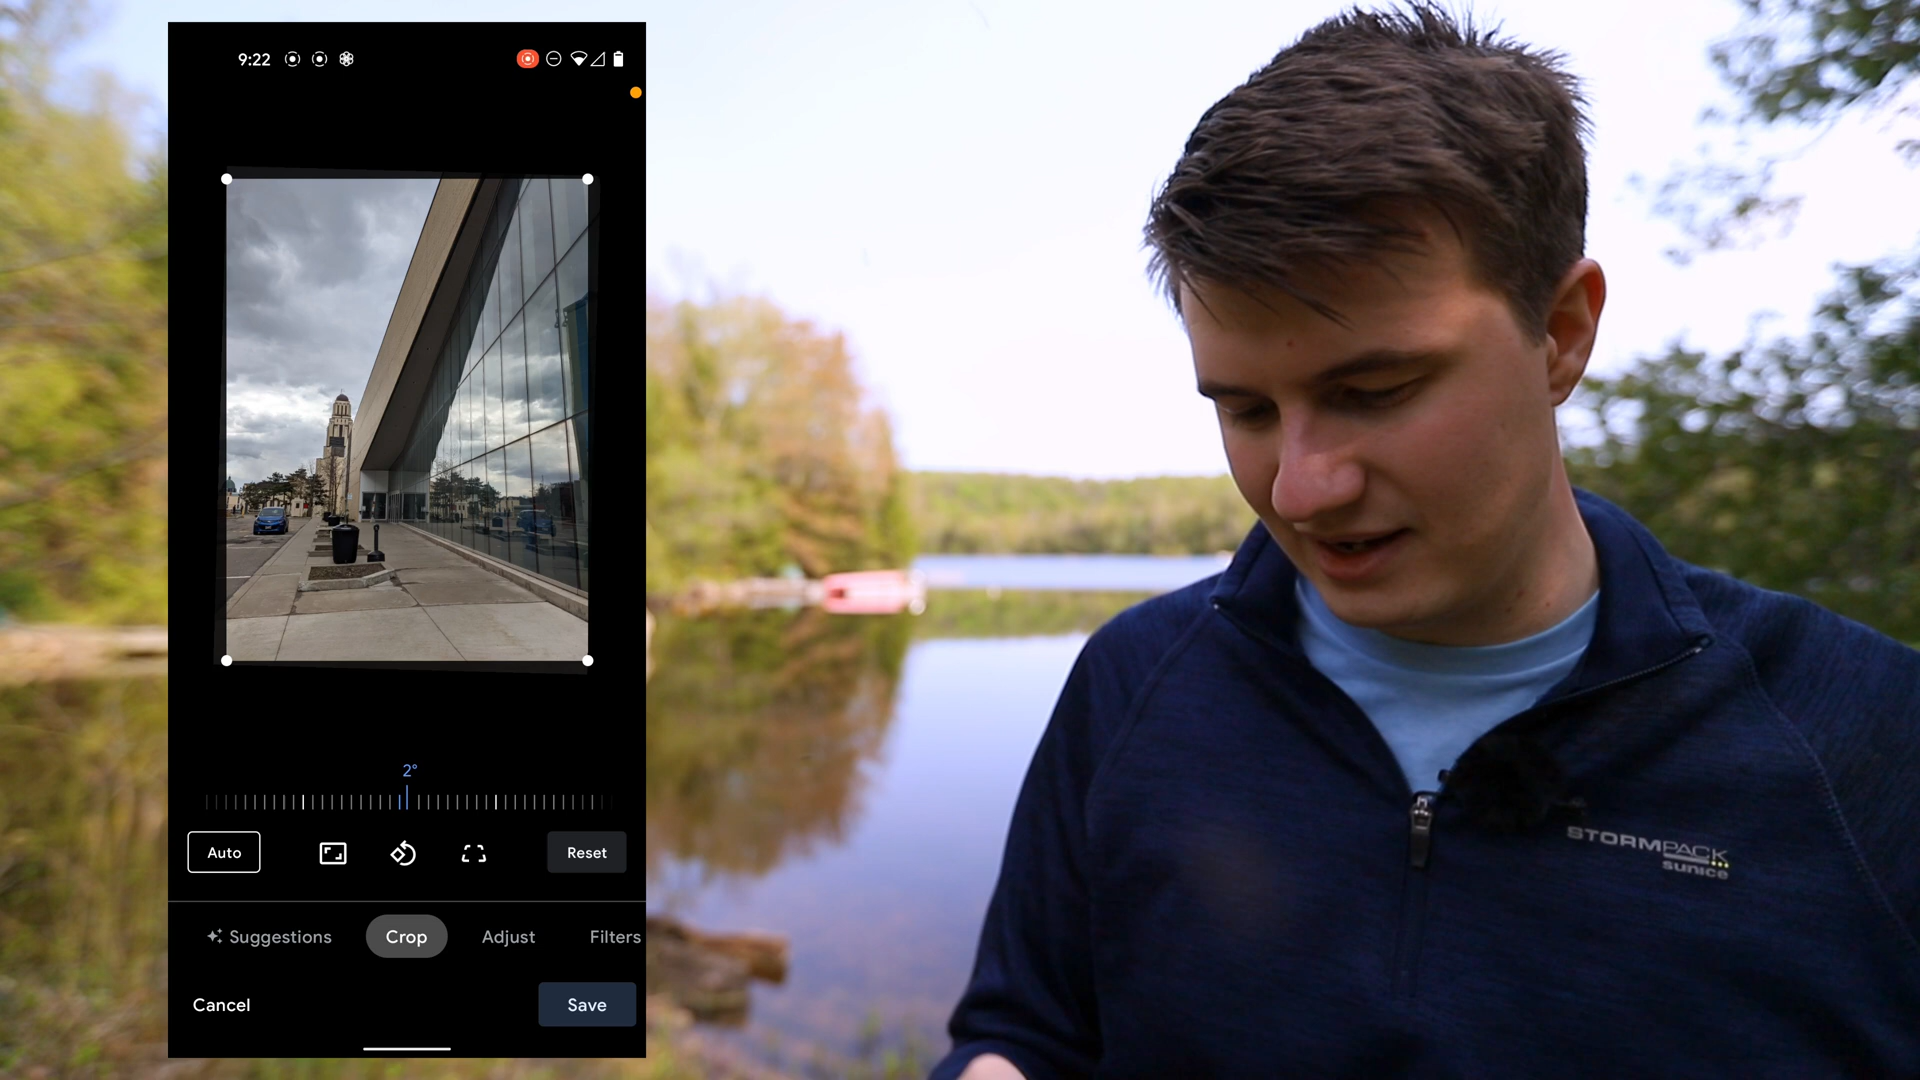 9:22
2°
Auto
Reset
Suggestions Crop Adjust Filters
Cancel Save
STORMPACK
sunice